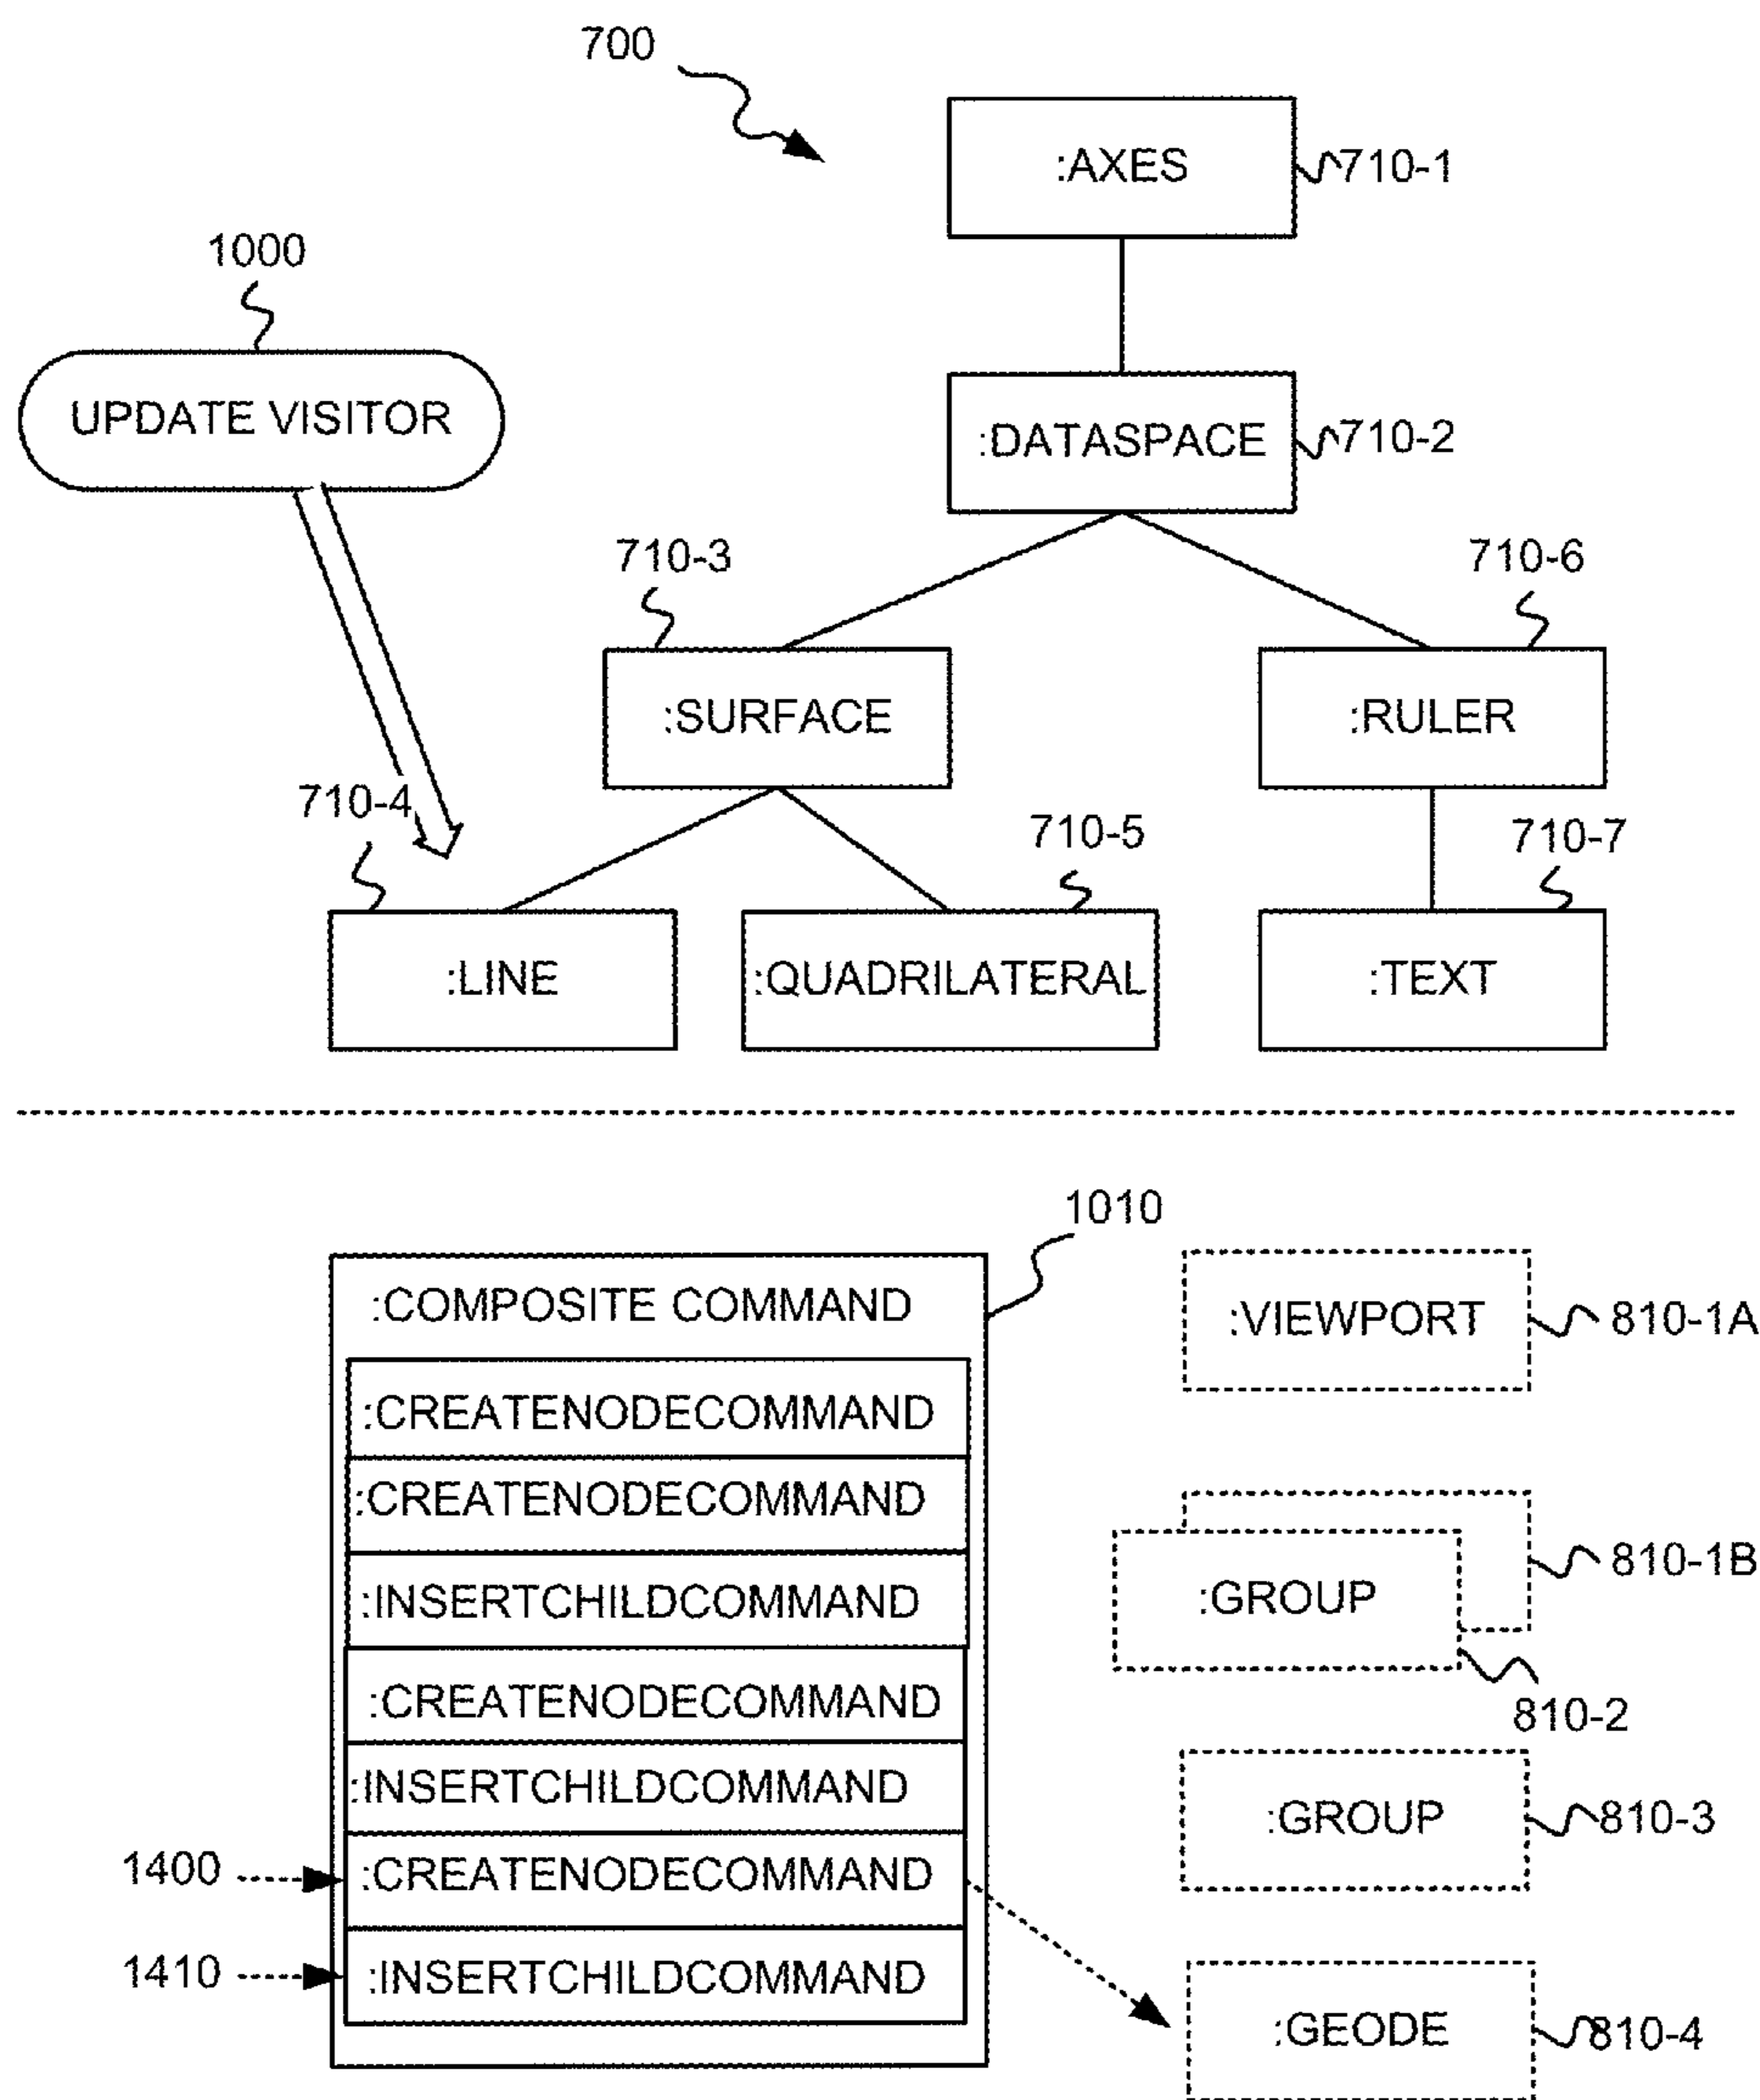 700
:AXES
710-1
1000
UPDATE VISITOR
:DATASPACE
710-2
710-3
710-6
:SURFACE
:RULER
710-4
710-5
710-7
:LINE
:QUADRILATERAL
:TEXT
1010
:COMPOSITE COMMAND
:CREATENODECOMMAND
:CREATENODECOMMAND
:INSERTCHILDCOMMAND
:CREATENODECOMMAND
:INSERTCHILDCOMMAND
1400
:CREATENODECOMMAND
1410
:INSERTCHILDCOMMAND
:VIEWPORT
810-1A
810-1B
:GROUP
810-2
:GROUP
810-3
:GEODE
810-4